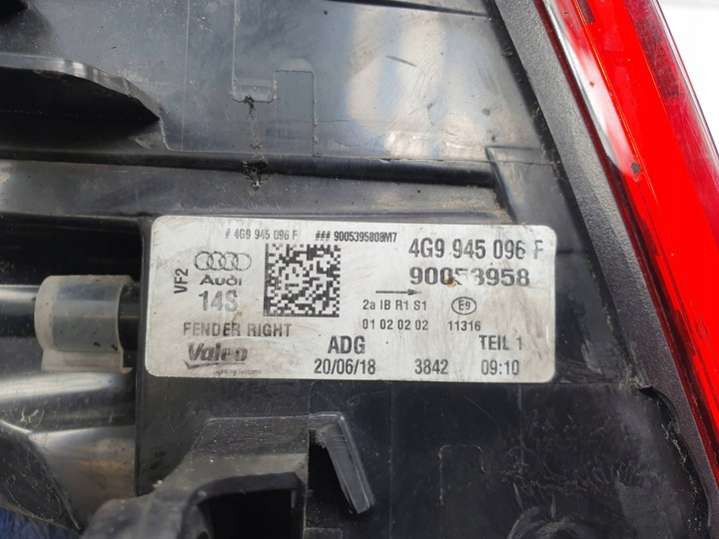 # 4G9 945 096 F ### 9005395808M7
4G9 945 096 F
90053958
VF2
Audi
14S
2a IB R1 S1 E9
01 02 02 02 11316
FENDER RIGHT
ADG
TEIL 1
Valeo
20/06/18 3842 09:10